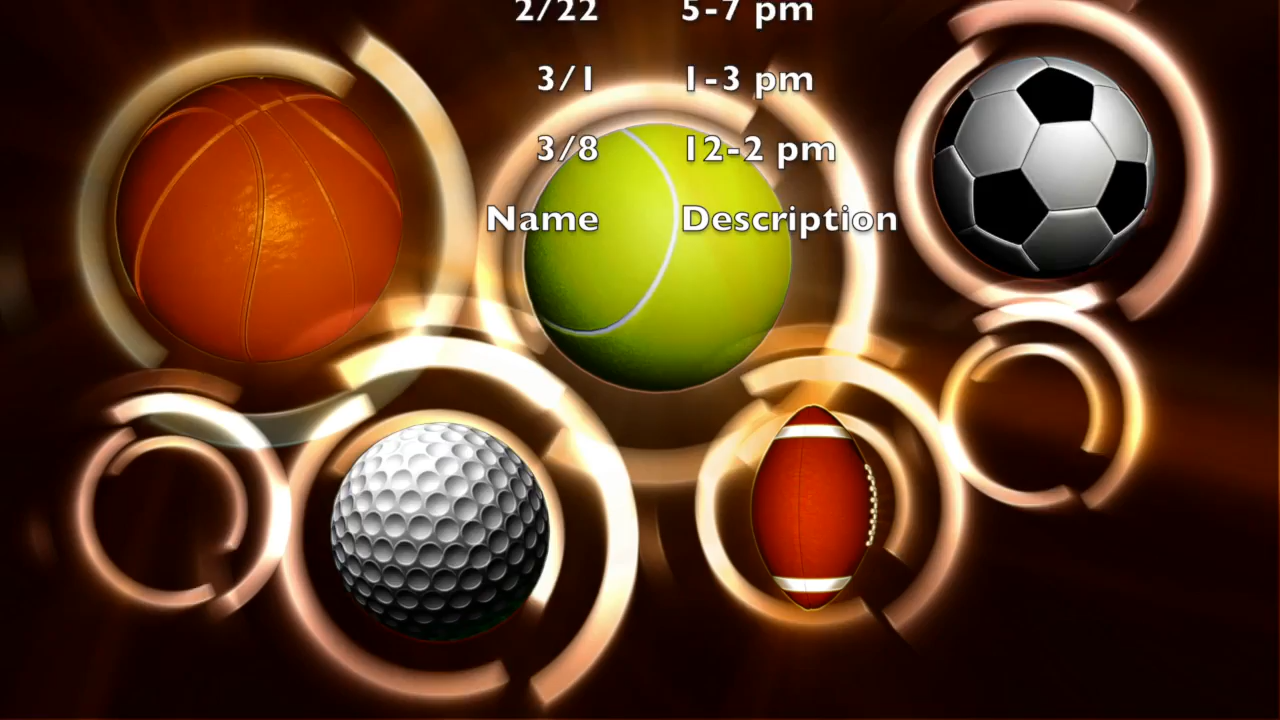 2/22 5-7 pm
3/1 1-3 pm
3/8 12-2 pm
Name Description